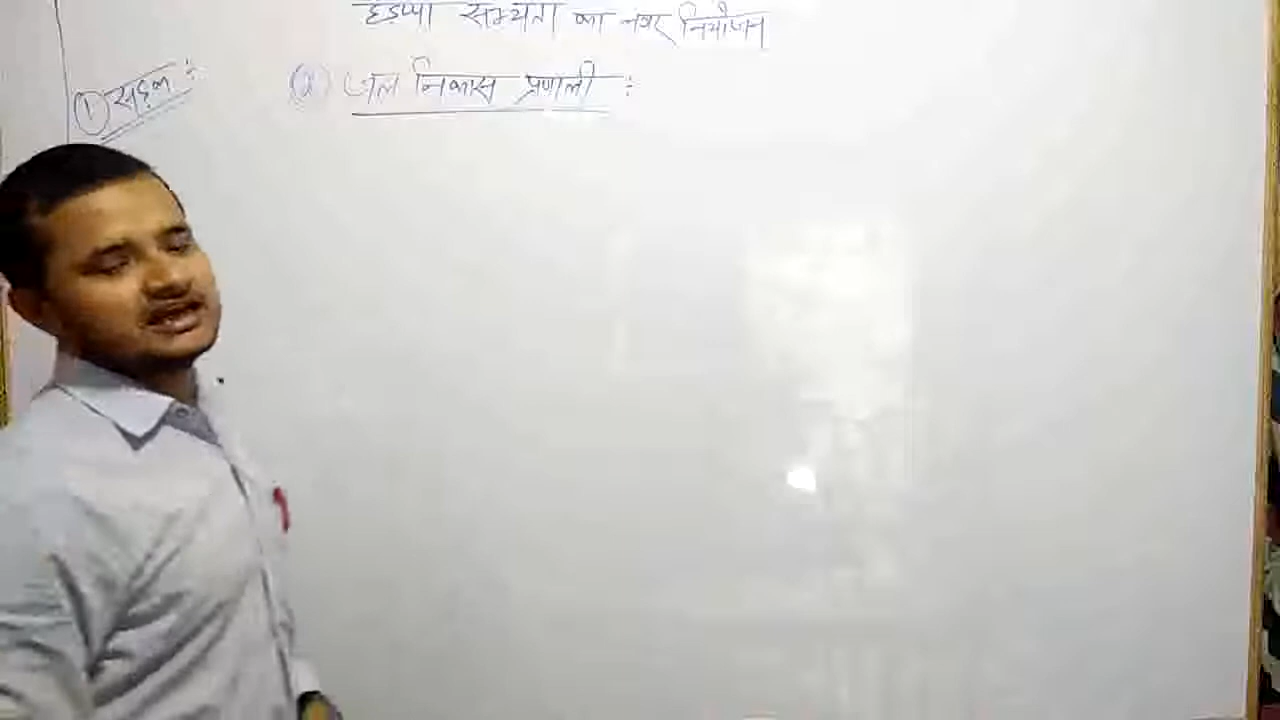 हड़प्पा सभ्यता का नगर नियोजन
① सड़क :
② जल निकास प्रणाली :